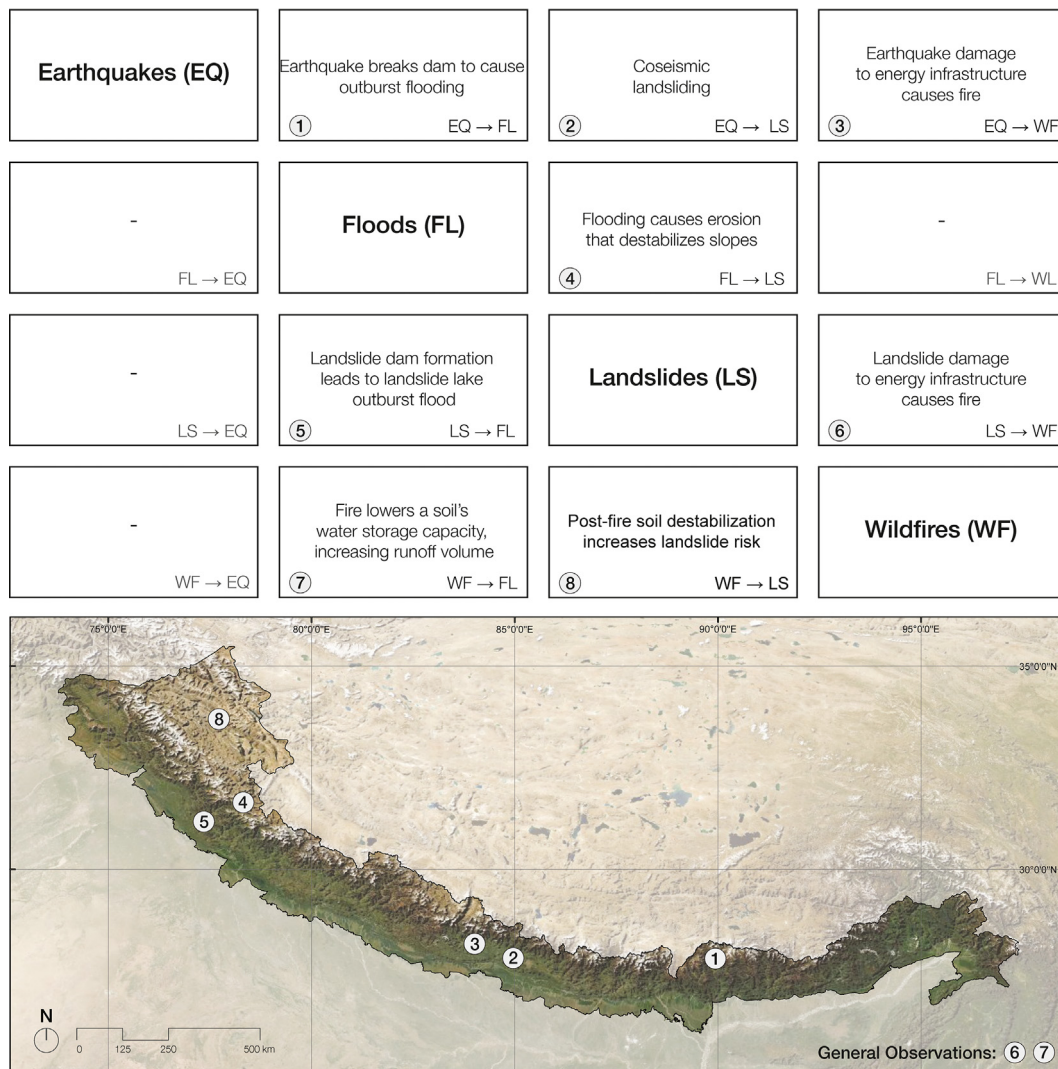 Earthquakes (EQ)
Earthquake breaks dam to cause
outburst flooding
1 EQ → FL
Coseismic
landsliding
2 EQ → LS
Earthquake damage
to energy infrastructure
causes fire
3 EQ → WF
-
FL → EQ
Floods (FL)
Flooding causes erosion
that destabilizes slopes
4 FL → LS
-
FL → WL
-
LS → EQ
Landslide dam formation
leads to landslide lake
outburst flood
5 LS → FL
Landslides (LS)
Landslide damage
to energy infrastructure
causes fire
6 LS → WF
-
WF → EQ
Fire lowers a soil's
water storage capacity,
increasing runoff volume
7 WF → FL
Post-fire soil destabilization
increases landslide risk
8 WF → LS
Wildfires (WF)
75°0'0"E 80°0'0"E 85°0'0"E 90°0'0"E 95°0'0"E
35°0'0"N
8
4
5
30°0'0"N
3
2
1
N
0 125 250 500 km
General Observations: 6 7